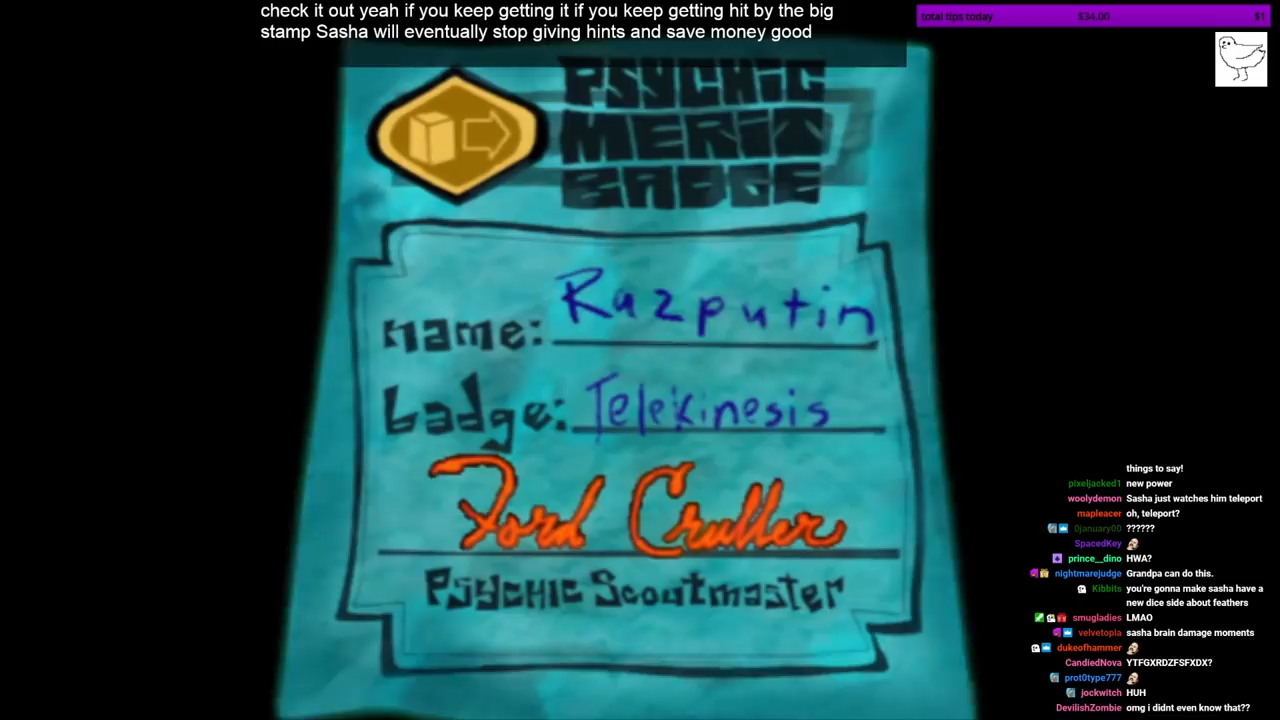 check it out yeah if you keep getting it if you keep getting hit by the big
stamp Sasha will eventually stop giving hints and save money good
total tips today $34.00 $1
PSYCHIC
MERIT
BADGE
name: Razputin
badge: Telekinesis
Ford Cruller
Psychic Scoutmaster
things to say!
pixeljacked1 new power
woolydemon Sasha just watches him teleport
mapleacer oh, teleport?
0january00 ??????
SpacedKey
prince__dino HWA?
nightmarejudge Grandpa can do this.
Kibbits you're gonna make sasha have a
new dice side about feathers
smugladies LMAO
velvetopia sasha brain damage moments
dukeofhammer
CandiedNova YTFGXRDZFSFXDX?
prot0type777
jockwitch HUH
DevilishZombie omg i didnt even know that??